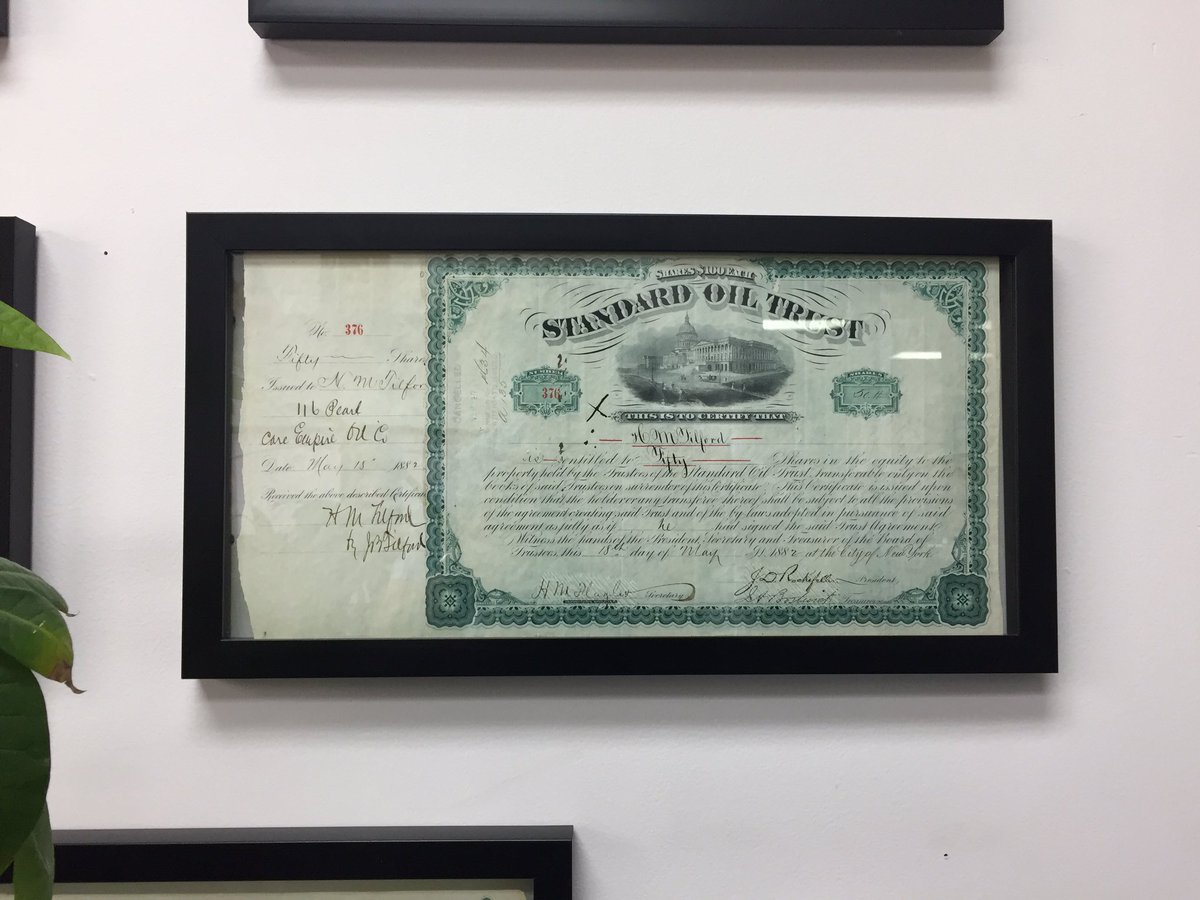 No. 376
Fifty Shares
Issued to H. M Tilford
116 Pearl
care Empire Oil Co
Date May 18th 1882
Received the above described Certificate
H M Tilford
By
SHARES $100 EACH
STANDARD OIL TRUST
NUMBER
376
SHARES
50
CANCELLED
THIS IS TO CERTIFY THAT
H M Tilford
is entitled to Fifty Shares in the equity to the
property held by the Trustees of the Standard Oil Trust, transferable only on the
books of said Trustees on surrender of this Certificate. This Certificate is issued upon
condition that the holder or any transferee thereof shall be subject to all the provisions
of the agreement creating said Trust and of the by-laws adopted in pursuance of said
agreement as fully as if he had signed the said Trust Agreement.
Witness the hands of the President, Secretary and Treasurer of the Board of
Trustees, this 18th day of May 1882 at the City of New York
H M Flagler Secretary
J. D. Rockefeller President
Treasurer